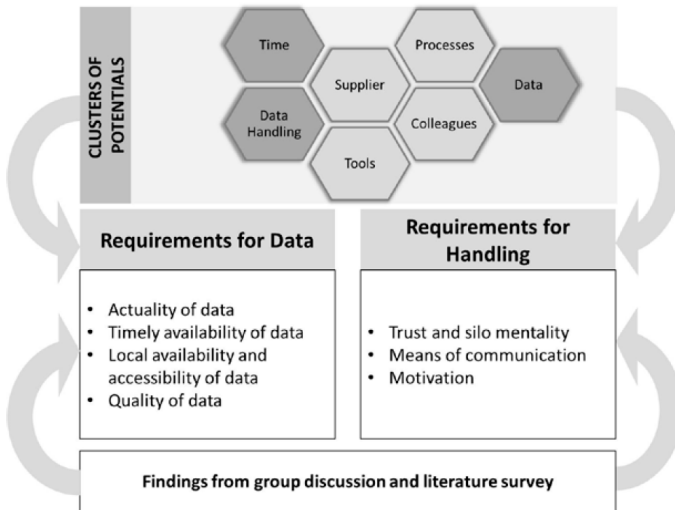 CLUSTERS OF
POTENTIALS
Time
Processes
Supplier
Data
Data
Handling
Colleagues
Tools
Requirements for Data
Requirements for
Handling
• Actuality of data
• Timely availability of data
• Local availability and
accessibility of data
• Quality of data
• Trust and silo mentality
• Means of communication
• Motivation
Findings from group discussion and literature survey